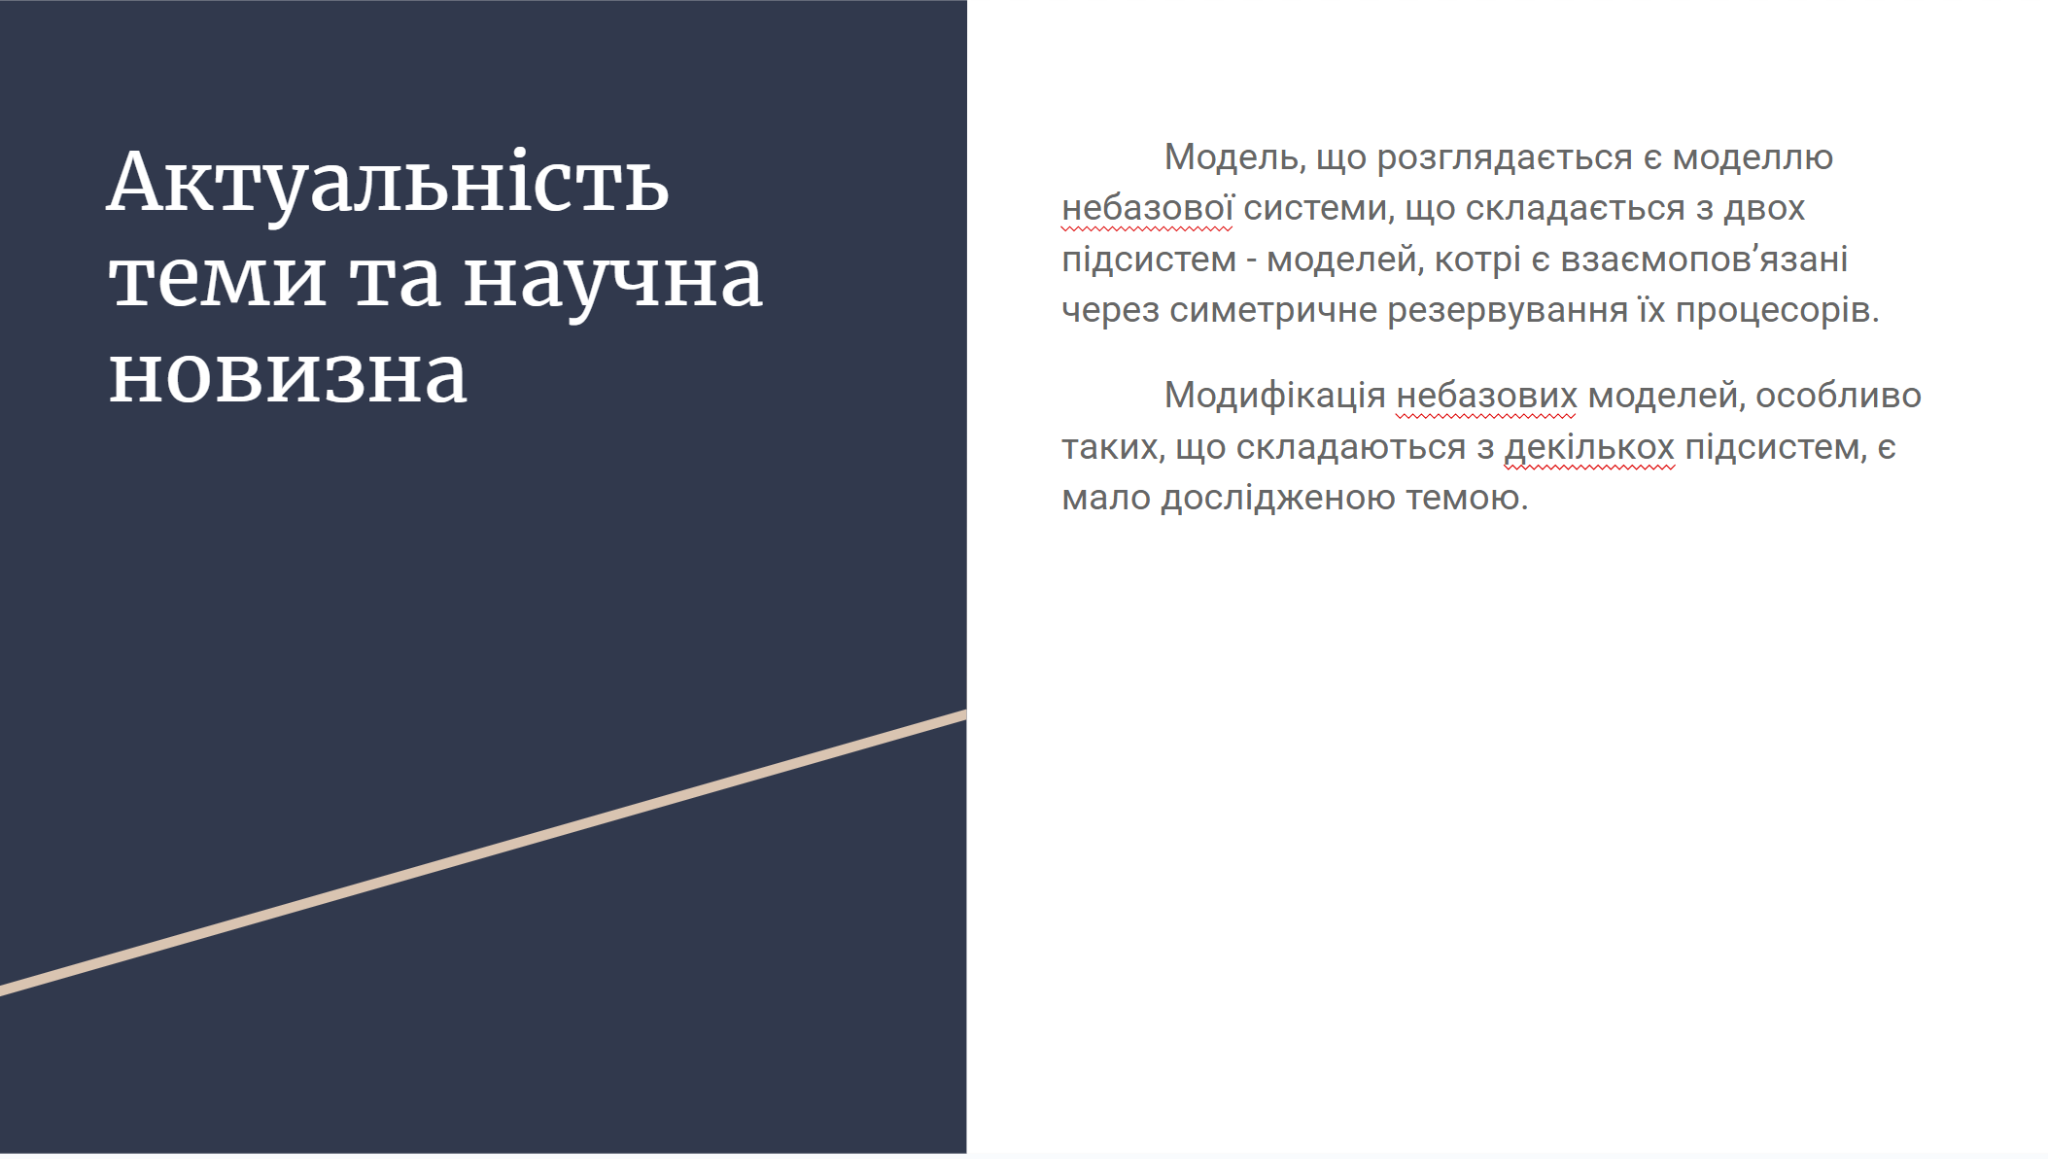 Актуальність
теми та научна
новизна
Модель, що розглядається є моделлю
небазової системи, що складається з двох
підсистем - моделей, котрі є взаємопов’язані
через симетричне резервування їх процесорів.
Модифікація небазових моделей, особливо
таких, що складаються з декількох підсистем, є
мало дослідженою темою.